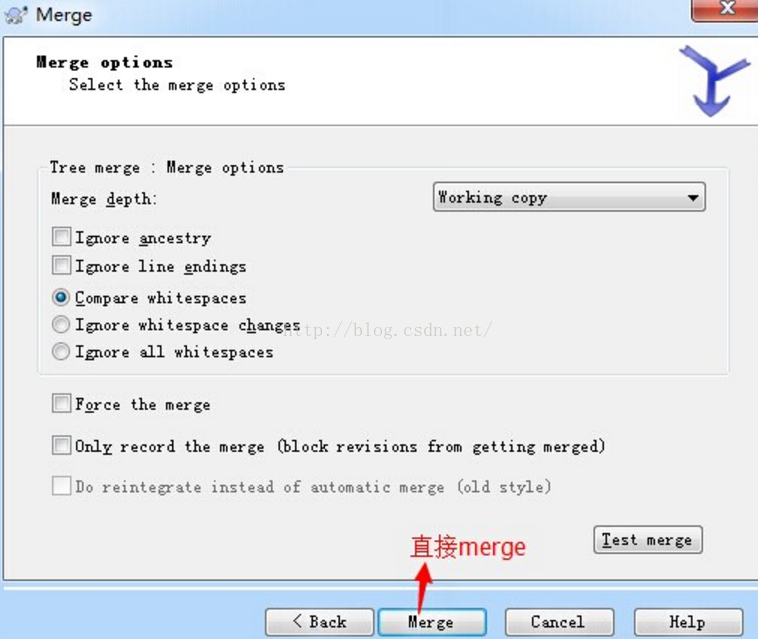 Merge
Merge options
Select the merge options
Tree merge : Merge options
Merge depth:
Working copy
Ignore ancestry
Ignore line endings
Compare whitespaces
Ignore whitespace changes
http://blog.csdn.net/
Ignore all whitespaces
Force the merge
Only record the merge (block revisions from getting merged)
Do reintegrate instead of automatic merge (old style)
Test merge
直接merge
< Back
Merge
Cancel
Help